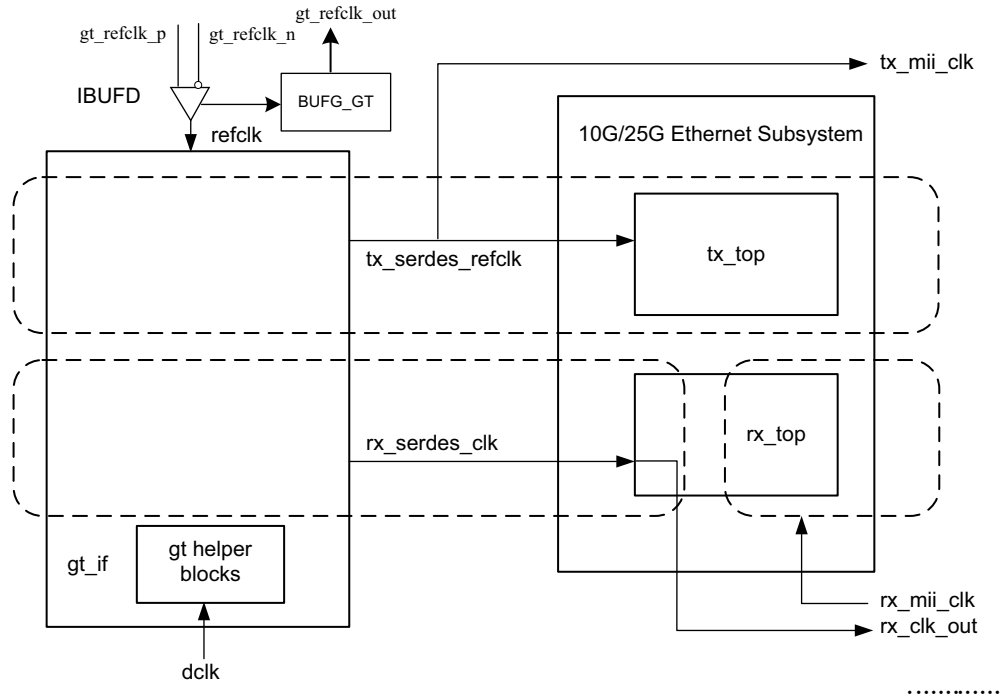 gt_refclk_out
gt_refclk_p
gt_refclk_n
tx_mii_clk
IBUFD
BUFG_GT
refclk
10G/25G Ethernet Subsystem
tx_serdes_refclk
tx_top
rx_serdes_clk
rx_top
gt_if
gt helper
blocks
rx_mii_clk
rx_clk_out
dclk